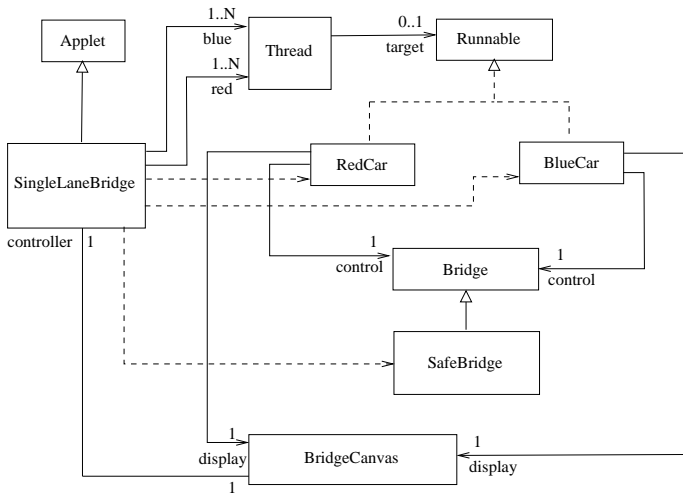 Applet
1..N
blue
1..N
red
Thread
0..1
target
Runnable
SingleLaneBridge
RedCar
BlueCar
controller
1
1
control
Bridge
1
control
SafeBridge
1
display
BridgeCanvas
1
display
1